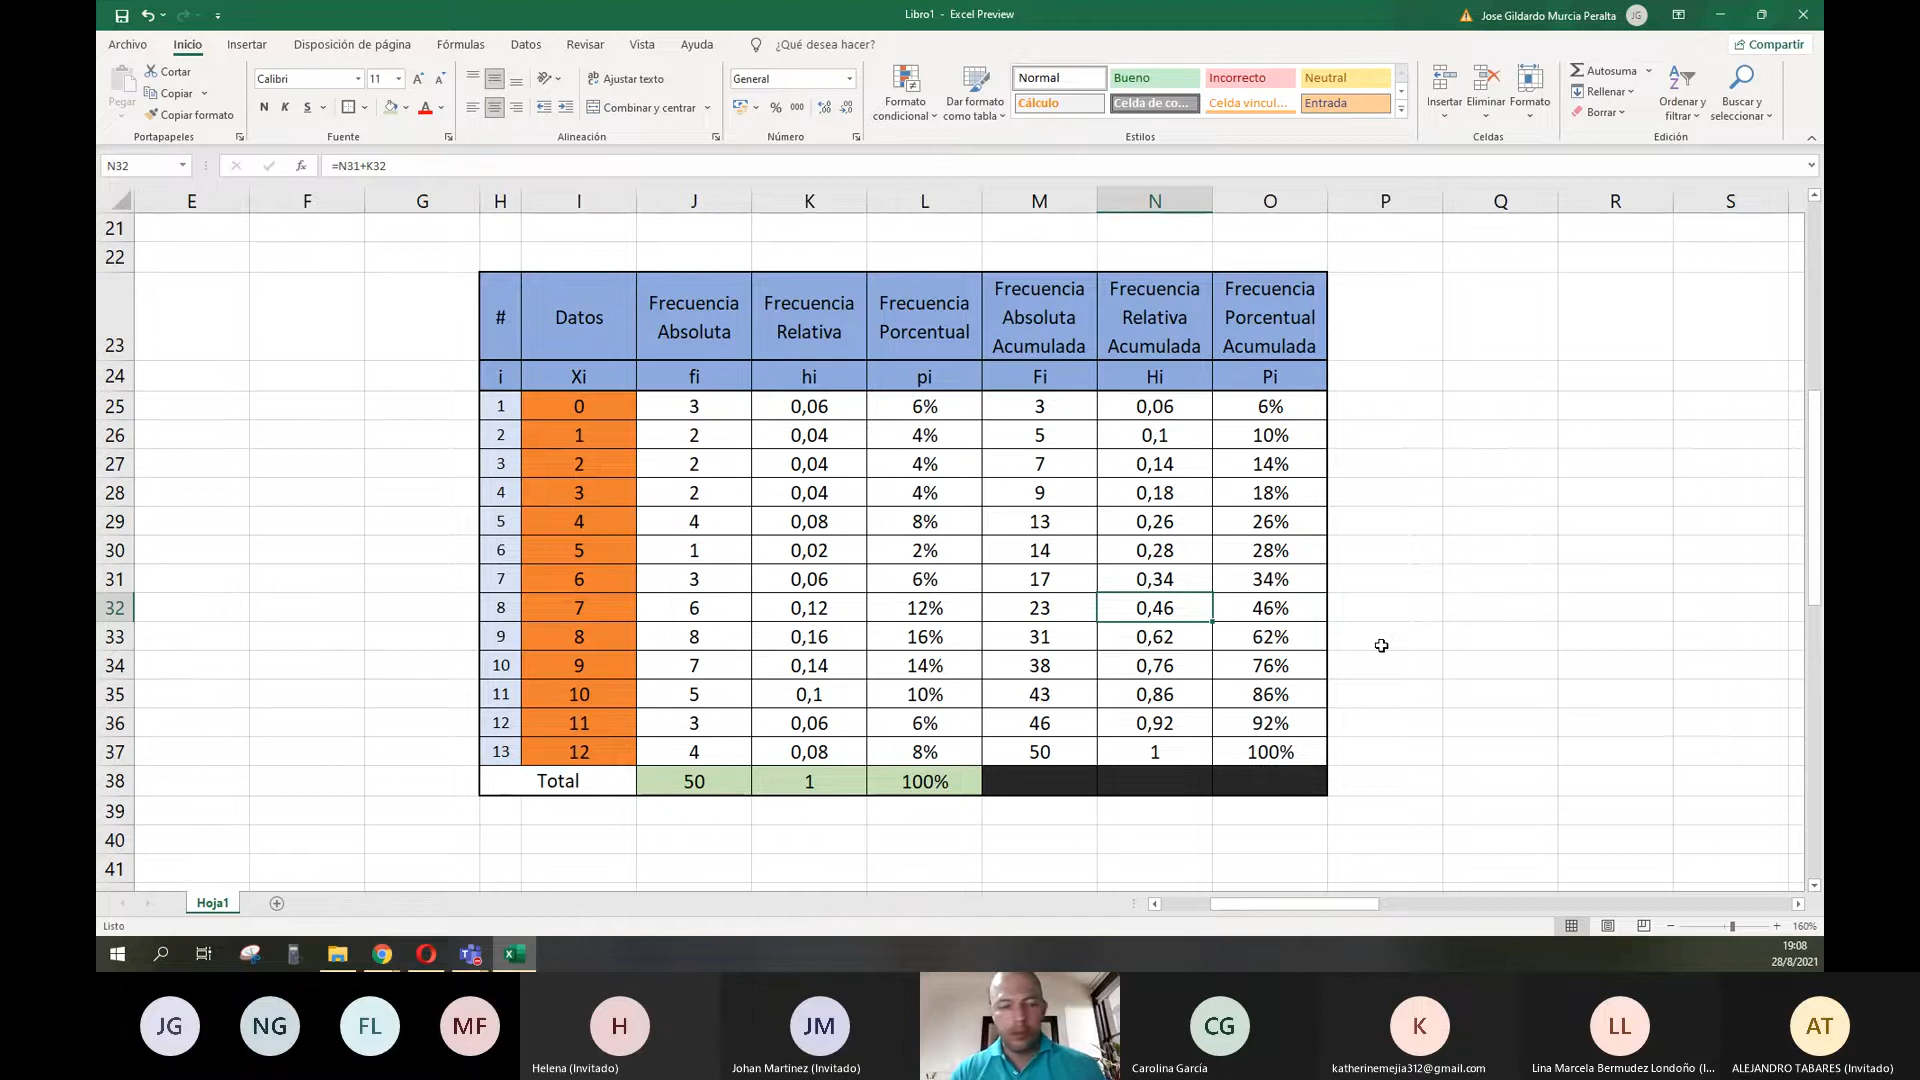 Libro1 - Excel Preview
Jose Gildardo Murcia Peralta
JG
Archivo Inicio Insertar Disposición de página Fórmulas Datos Revisar Vista Ayuda ¿Qué desea hacer? Compartir
Pegar
Cortar
Copiar
Copiar formato
Portapapeles
Calibri 11
N K S
Fuente
Ajustar texto
Combinar y centrar
Alineación
General
% 000
Número
Formato condicional
Dar formato como tabla
Normal Bueno Incorrecto Neutral
Cálculo Celda de co... Celda vincul... Entrada
Estilos
Insertar Eliminar Formato
Celdas
Autosuma
Rellenar
Borrar
Ordenar y filtrar
Buscar y seleccionar
Edición
N32 fx =N31+K32
E F G H I J K L M N O P Q R S
21
22
23 # Datos Frecuencia Absoluta Frecuencia Relativa Frecuencia Porcentual Frecuencia Absoluta Acumulada Frecuencia Relativa Acumulada Frecuencia Porcentual Acumulada
24 i Xi fi hi pi Fi Hi Pi
25 1 0 3 0,06 6% 3 0,06 6%
26 2 1 2 0,04 4% 5 0,1 10%
27 3 2 2 0,04 4% 7 0,14 14%
28 4 3 2 0,04 4% 9 0,18 18%
29 5 4 4 0,08 8% 13 0,26 26%
30 6 5 1 0,02 2% 14 0,28 28%
31 7 6 3 0,06 6% 17 0,34 34%
32 8 7 6 0,12 12% 23 0,46 46%
33 9 8 8 0,16 16% 31 0,62 62%
34 10 9 7 0,14 14% 38 0,76 76%
35 11 10 5 0,1 10% 43 0,86 86%
36 12 11 3 0,06 6% 46 0,92 92%
37 13 12 4 0,08 8% 50 1 100%
38 Total 50 1 100%
39
40
41
Hoja1
Listo
160%
19:08
28/8/2021
JG NG FL MF H JM CG K LL AT
Helena (Invitado) Johan Martinez (Invitado) Carolina García katherinemejia312@gmail.com Lina Marcela Bermudez Londoño (I... ALEJANDRO TABARES (Invitado)